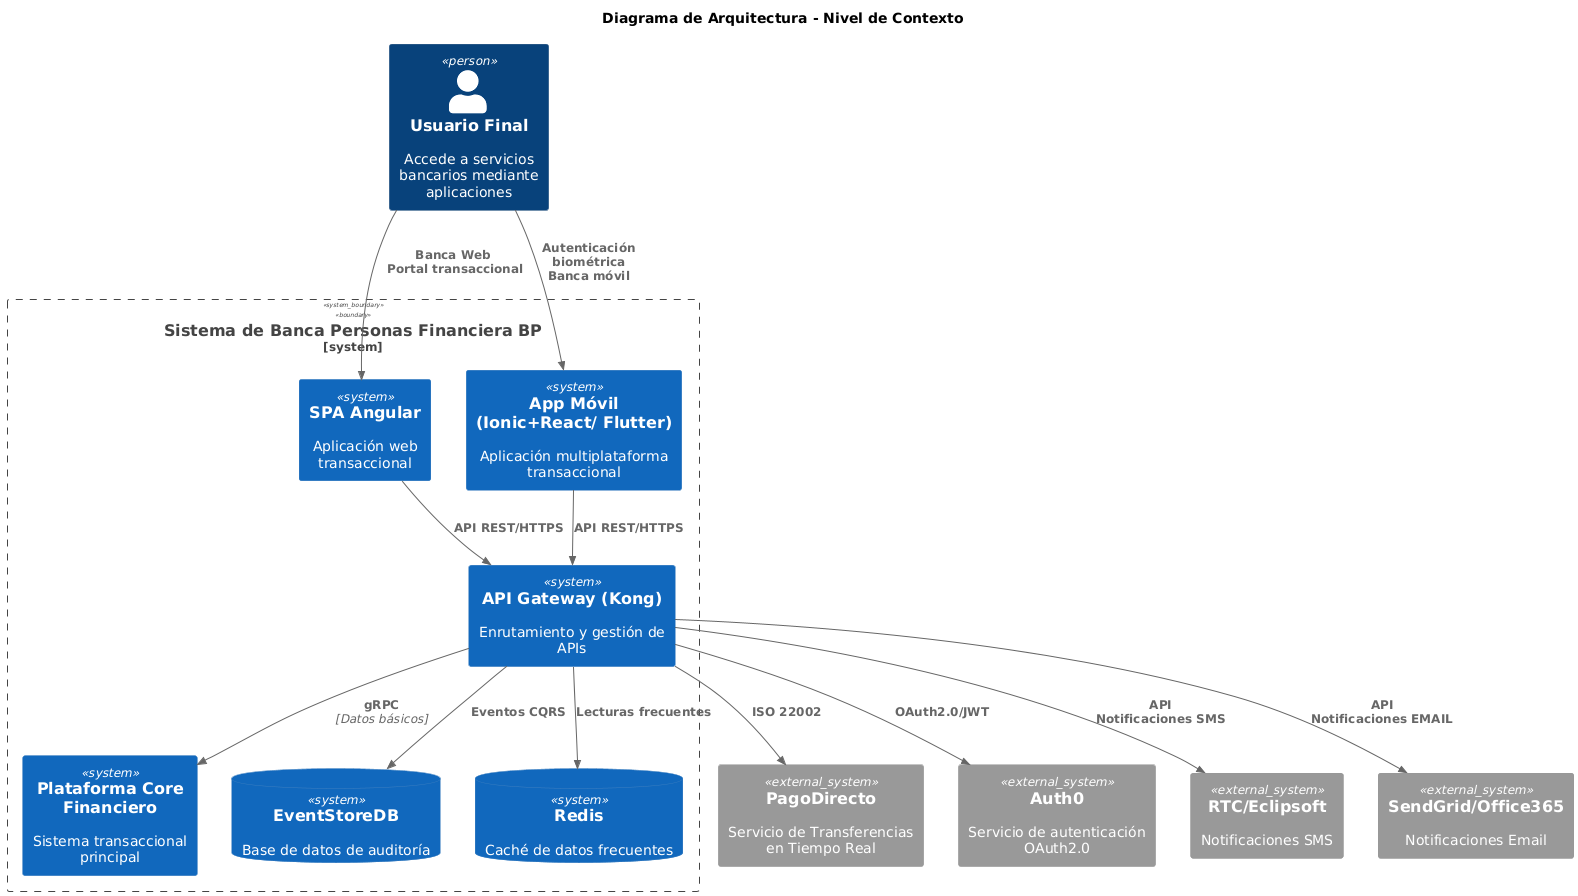 Diagrama de Arquitectura - Nivel de Contexto
«person»
Usuario Final
Accede a servicios
bancarios mediante
aplicaciones
Banca Web
Portal transaccional
Autenticación
biométrica
Banca móvil
«system_boundary»
«boundary»
Sistema de Banca Personas Financiera BP
[system]
«system»
SPA Angular
Aplicación web
transaccional
«system»
App Móvil
(Ionic+React/ Flutter)
Aplicación multiplataforma
transaccional
API REST/HTTPS
API REST/HTTPS
«system»
API Gateway (Kong)
Enrutamiento y gestión de
APIs
gRPC
[Datos básicos]
Eventos CQRS
Lecturas frecuentes
ISO 22002
OAuth2.0/JWT
API
Notificaciones SMS
API
Notificaciones EMAIL
«system»
Plataforma Core
Financiero
Sistema transaccional
principal
«system»
EventStoreDB
Base de datos de auditoría
«system»
Redis
Caché de datos frecuentes
«external_system»
PagoDirecto
Servicio de Transferencias
en Tiempo Real
«external_system»
Auth0
Servicio de autenticación
OAuth2.0
«external_system»
RTC/Eclipsoft
Notificaciones SMS
«external_system»
SendGrid/Office365
Notificaciones Email